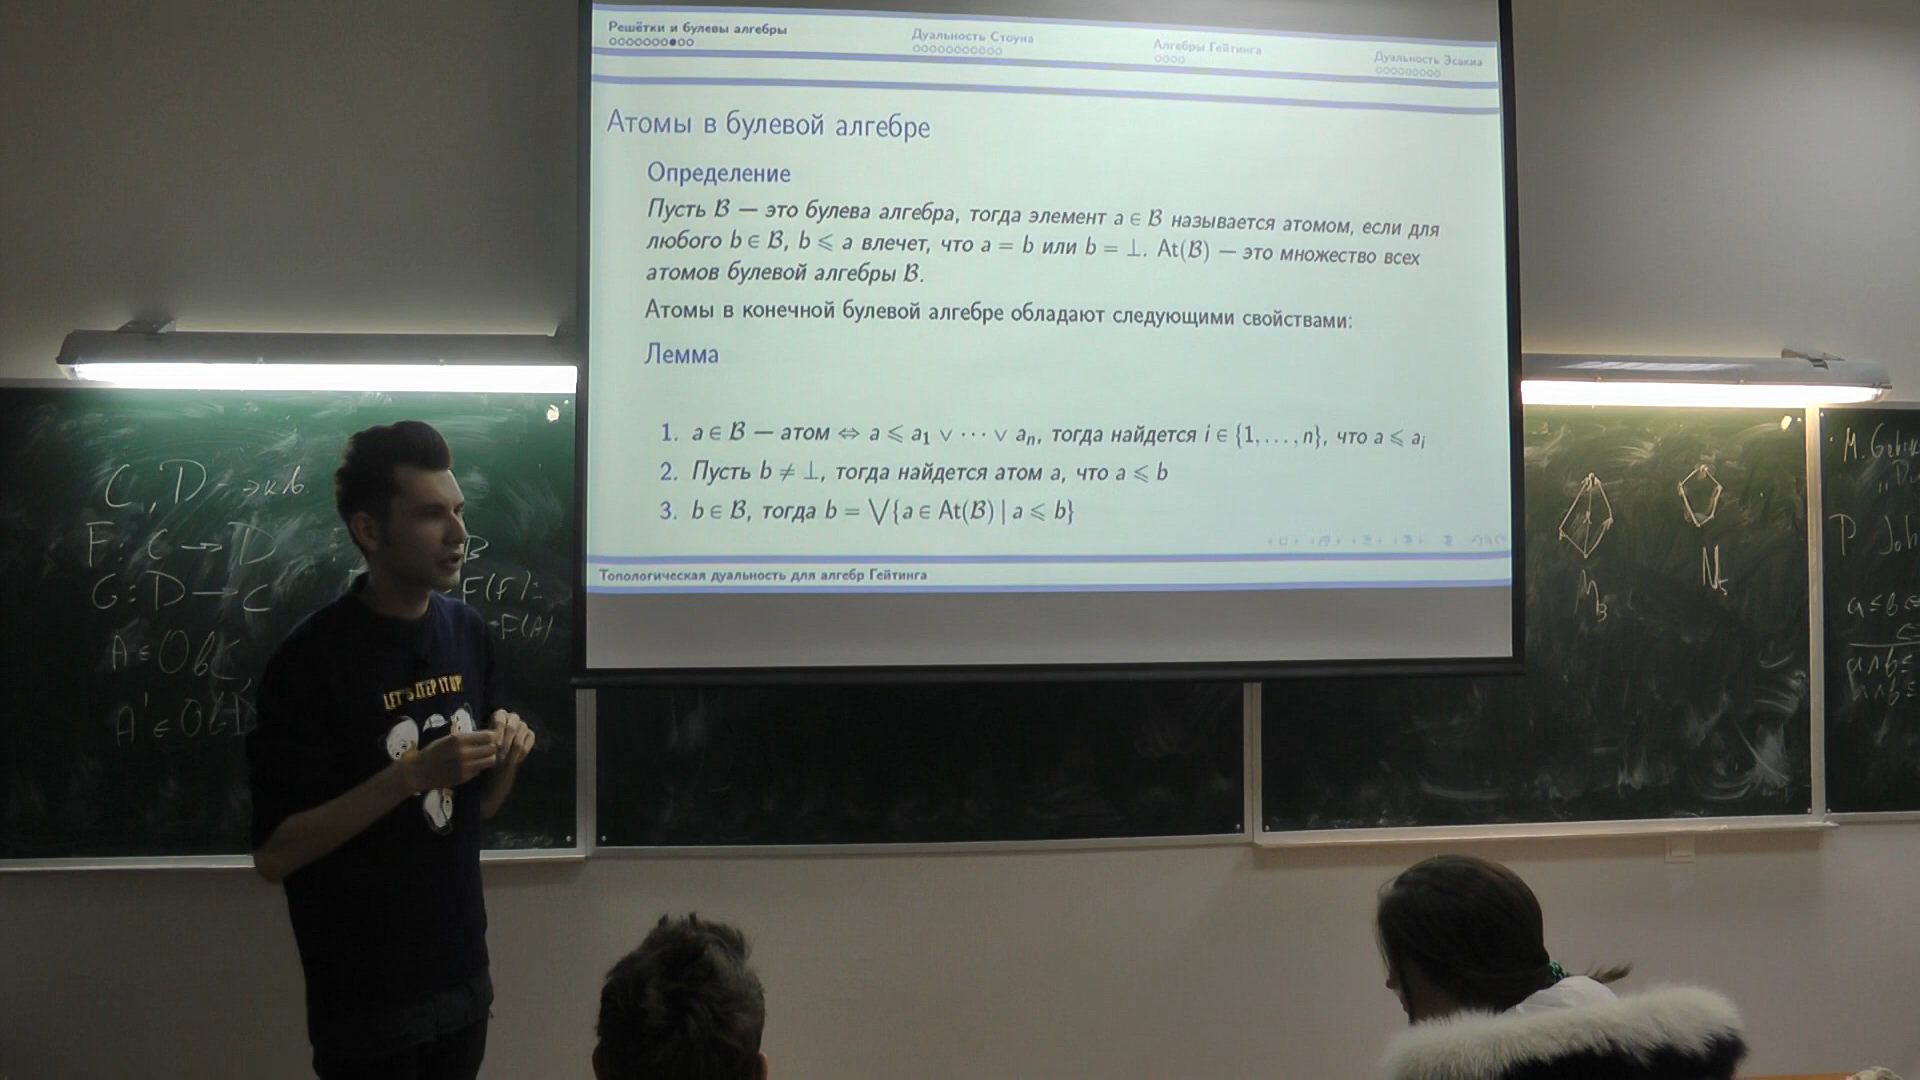 Решётки и булевы алгебры
Дуальность Стоуна
Алгебры Гейтинга
Дуальность Эсакиа
Атомы в булевой алгебре
Определение
Пусть B — это булева алгебра, тогда элемент a ∈ B называется атомом, если для
любого b ∈ B, b ⩽ a влечет, что a = b или b = ⊥. At(B) — это множество всех
атомов булевой алгебры B.
Атомы в конечной булевой алгебре обладают следующими свойствами:
Лемма
1. a ∈ B — атом ⇔ a ⩽ a₁ ∨ ⋯ ∨ aₙ, тогда найдется i ∈ {1, …, n}, что a ⩽ aᵢ
2. Пусть b ≠ ⊥, тогда найдется атом a, что a ⩽ b
3. b ∈ B, тогда b = ⋁{a ∈ At(B) | a ⩽ b}
Топологическая дуальность для алгебр Гейтинга
C, D - экв.
F: C → D
G: D → C
A ∈ Ob C,
A' ∈ Ob D
F(F):
F(A)
LET'S
M₃
N₅
M.
P. Joh
a ≤ b